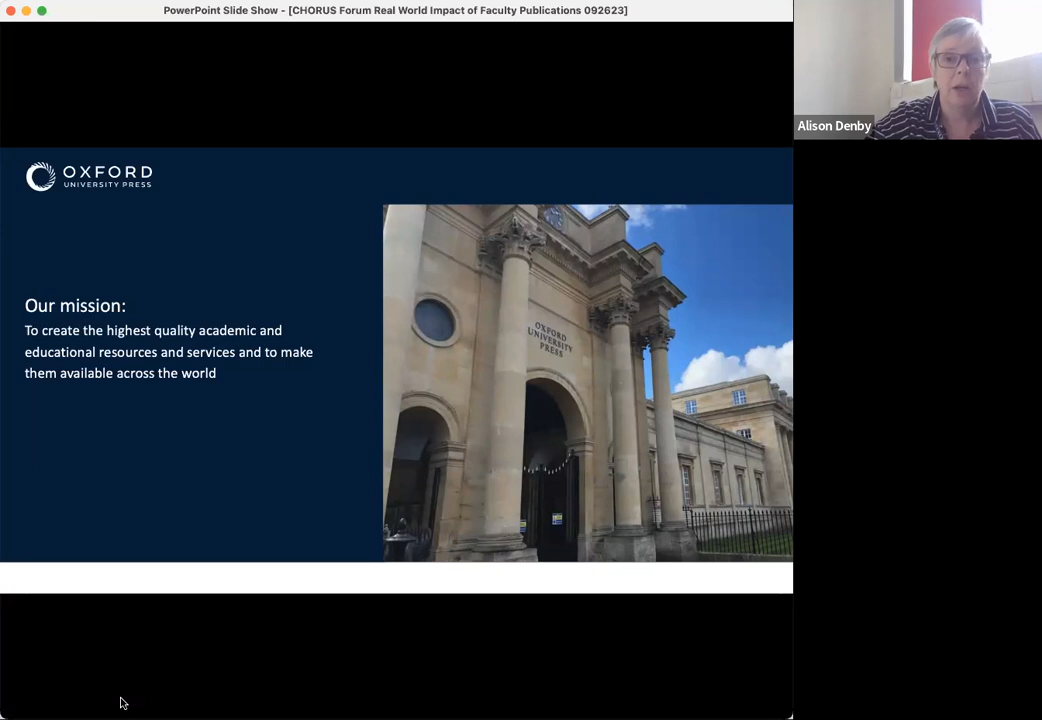 PowerPoint Slide Show - [CHORUS Forum Real World Impact of Faculty Publications 092623]
Alison Denby
OXFORD
UNIVERSITY PRESS
Our mission:
To create the highest quality academic and
educational resources and services and to make
them available across the world
OXFORD
UNIVERSITY
PRESS